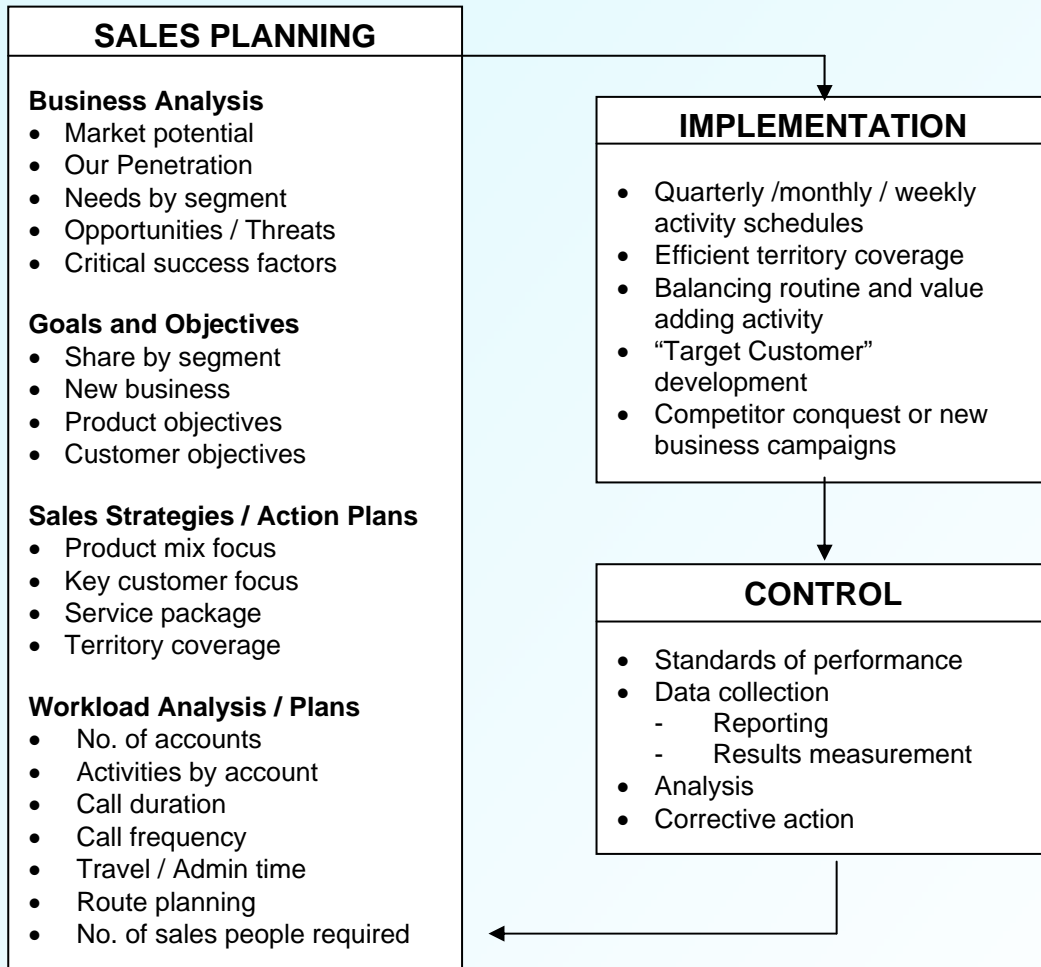 SALES PLANNING
Business Analysis
• Market potential
• Our Penetration
• Needs by segment
• Opportunities / Threats
• Critical success factors
Goals and Objectives
• Share by segment
• New business
• Product objectives
• Customer objectives
Sales Strategies / Action Plans
• Product mix focus
• Key customer focus
• Service package
• Territory coverage
Workload Analysis / Plans
• No. of accounts
• Activities by account
• Call duration
• Call frequency
• Travel / Admin time
• Route planning
• No. of sales people required
IMPLEMENTATION
• Quarterly /monthly / weekly
activity schedules
• Efficient territory coverage
• Balancing routine and value
adding activity
• “Target Customer”
development
• Competitor conquest or new
business campaigns
CONTROL
• Standards of performance
• Data collection
- Reporting
- Results measurement
• Analysis
• Corrective action